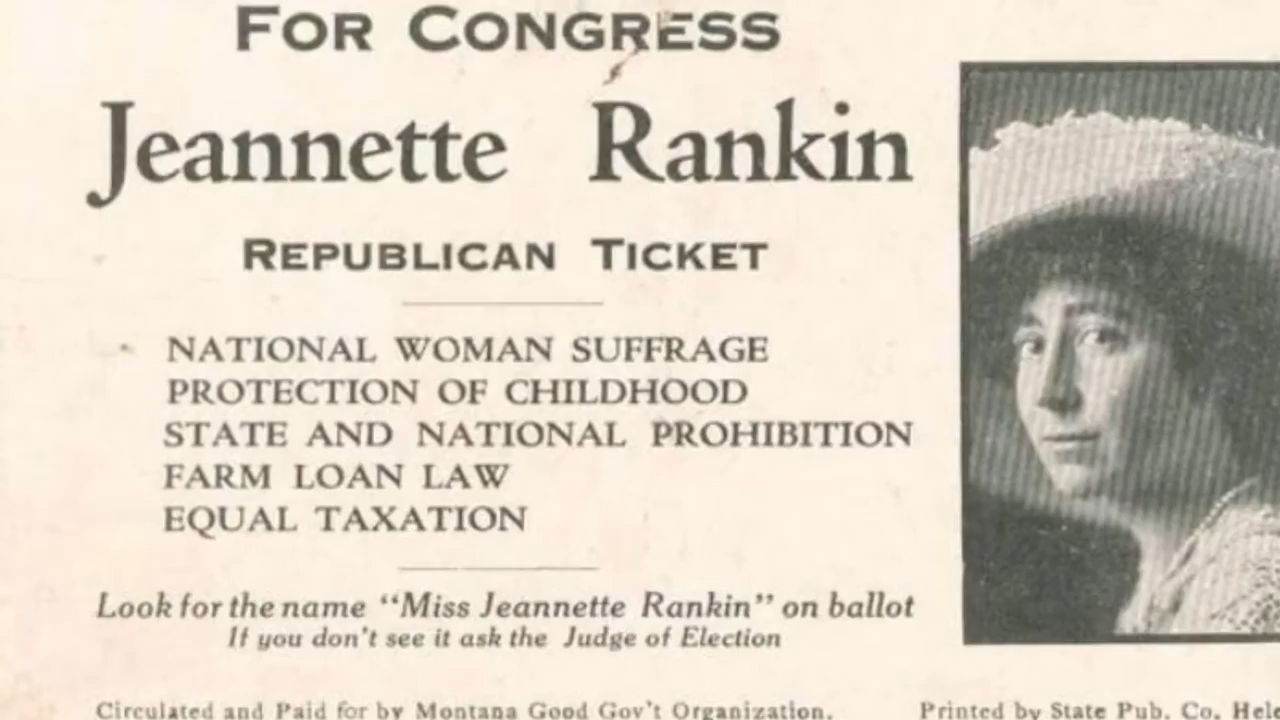 FOR CONGRESS
Jeannette Rankin
REPUBLICAN TICKET
NATIONAL WOMAN SUFFRAGE
PROTECTION OF CHILDHOOD
STATE AND NATIONAL PROHIBITION
FARM LOAN LAW
EQUAL TAXATION
Look for the name “Miss Jeannette Rankin” on ballot
If you don't see it ask the Judge of Election
Circulated and Paid for by Montana Good Gov't Organization.
Printed by State Pub. Co. Hele